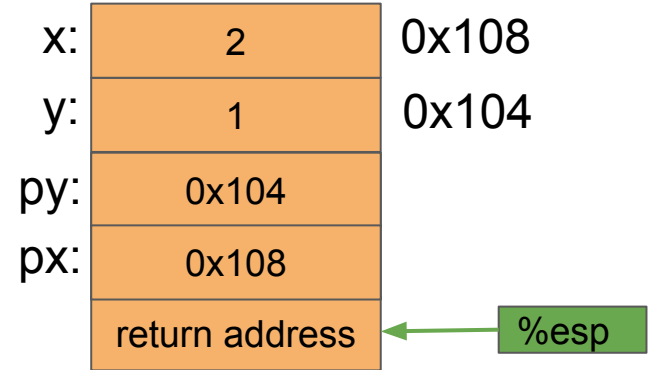 x: 2 0x108
y: 1 0x104
py: 0x104
px: 0x108
return address %esp